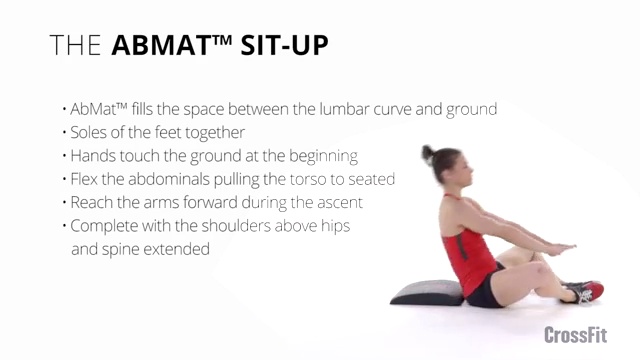 THE ABMAT™ SIT-UP
• AbMat™ fills the space between the lumbar curve and ground
• Soles of the feet together
• Hands touch the ground at the beginning
• Flex the abdominals pulling the torso to seated
• Reach the arms forward during the ascent
• Complete with the shoulders above hips
and spine extended
CrossFit